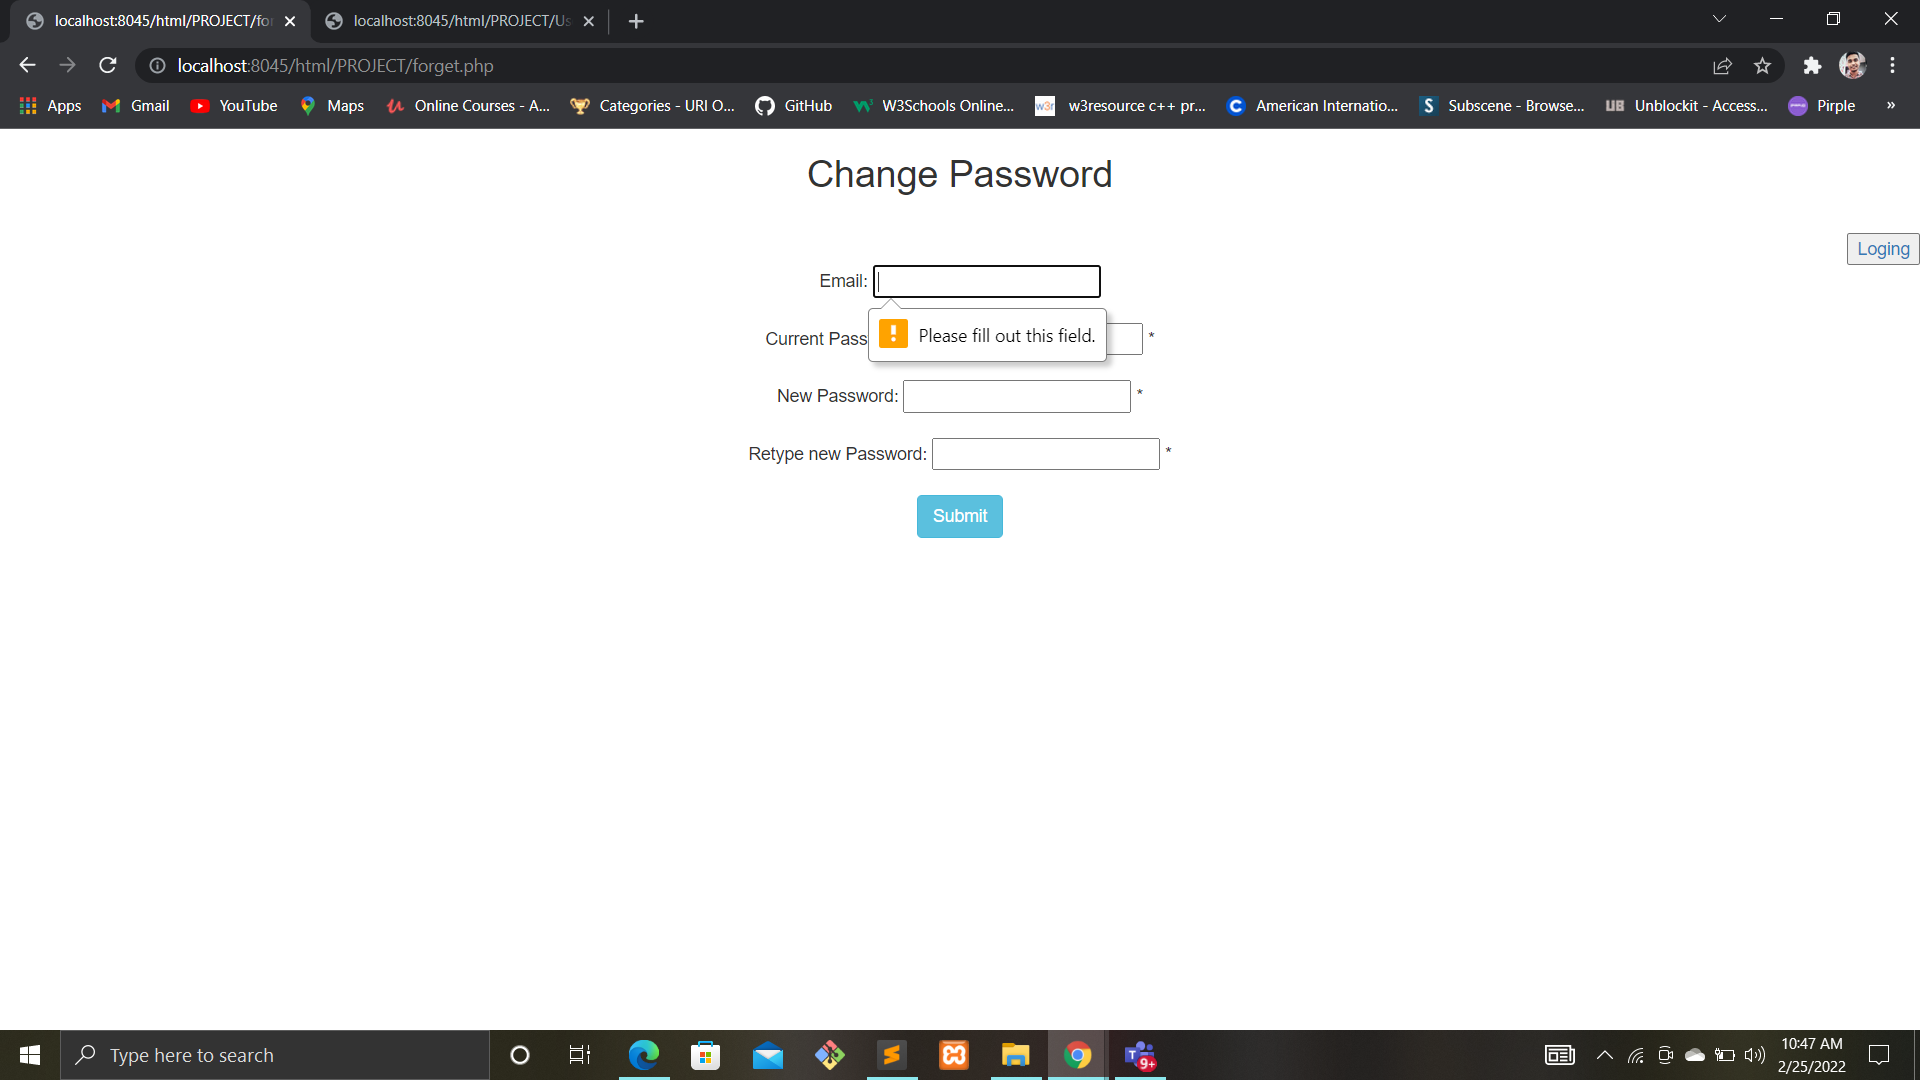 localhost:8045/html/PROJECT/for
localhost:8045/html/PROJECT/Us
localhost:8045/html/PROJECT/forget.php
Apps
Gmail
YouTube
Maps
Online Courses - A...
Categories - URI O...
GitHub
W3Schools Online...
w3r
w3resource c++ pr...
American Internatio...
Subscene - Browse...
UB
Unblockit - Access...
Pirple
»
Change Password
Loging
Email:
Please fill out this field.
Current Pass
*
New Password:
*
Retype new Password:
*
Submit
Type here to search
9+
10:47 AM
2/25/2022